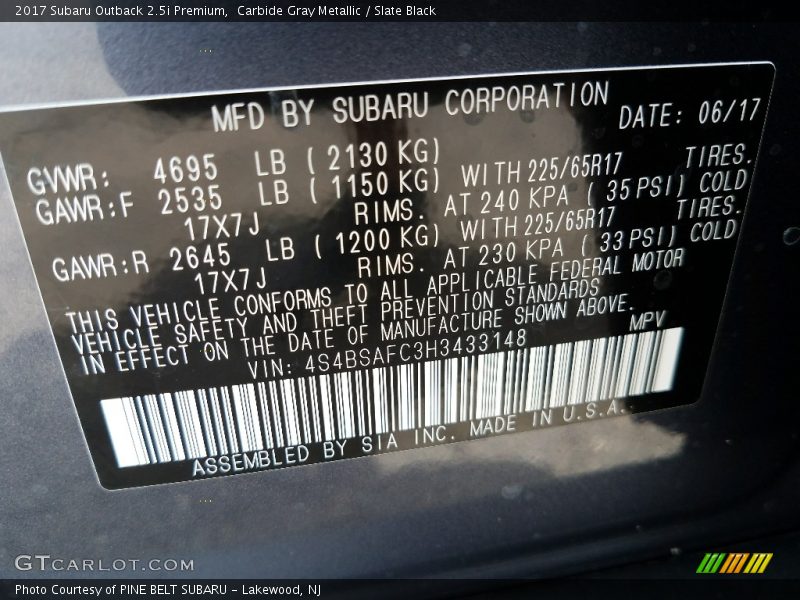 2017 Subaru Outback 2.5i Premium,  Carbide Gray Metallic / Slate Black
MFD BY SUBARU CORPORATION DATE: 06/17
GVWR: 4695 LB ( 2130 KG)
GAWR:F 2535 LB ( 1150 KG) WITH 225/65R17 TIRES.
17X7J RIMS. AT 240 KPA ( 35 PSI) COLD
GAWR:R 2645 LB ( 1200 KG) WITH 225/65R17 TIRES.
17X7J RIMS. AT 230 KPA ( 33 PSI) COLD
THIS VEHICLE CONFORMS TO ALL APPLICABLE FEDERAL MOTOR
VEHICLE SAFETY AND THEFT PREVENTION STANDARDS
IN EFFECT ON THE DATE OF MANUFACTURE SHOWN ABOVE.
VIN: 4S4BSAFC3H3433148 MPV
ASSEMBLED BY SIA INC. MADE IN U.S.A.
GTCARLOT.COM
Photo Courtesy of PINE BELT SUBARU - Lakewood, NJ